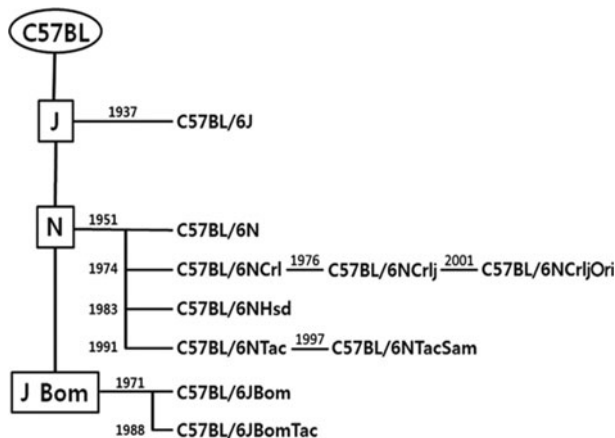 C57BL
J 1937 C57BL/6J
N 1951 C57BL/6N
1974 C57BL/6NCrl 1976 C57BL/6NCrlj 2001 C57BL/6NCrljOri
1983 C57BL/6NHsd
1991 C57BL/6NTac 1997 C57BL/6NTacSam
J Bom 1971 C57BL/6JBom
1988 C57BL/6JBomTac